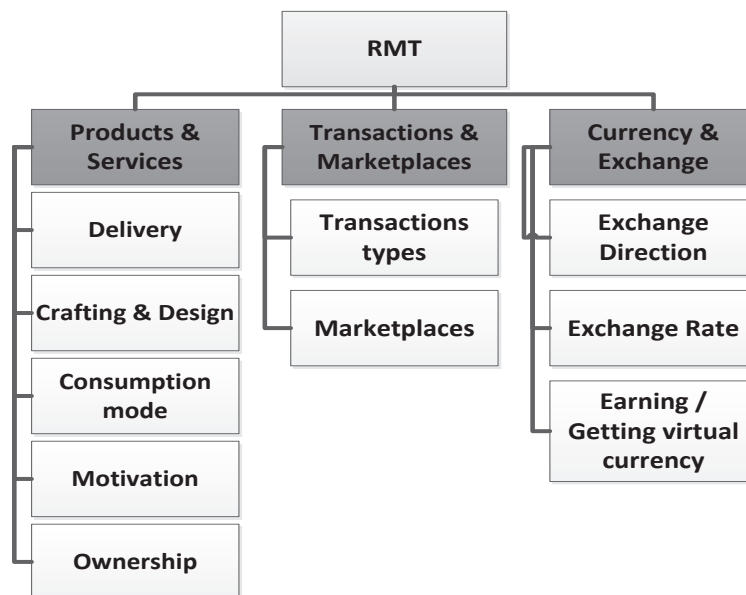 RMT
Products &
Services
Delivery
Crafting & Design
Consumption
mode
Motivation
Ownership
Transactions &
Marketplaces
Transactions
types
Marketplaces
Currency &
Exchange
Exchange
Direction
Exchange Rate
Earning /
Getting virtual
currency